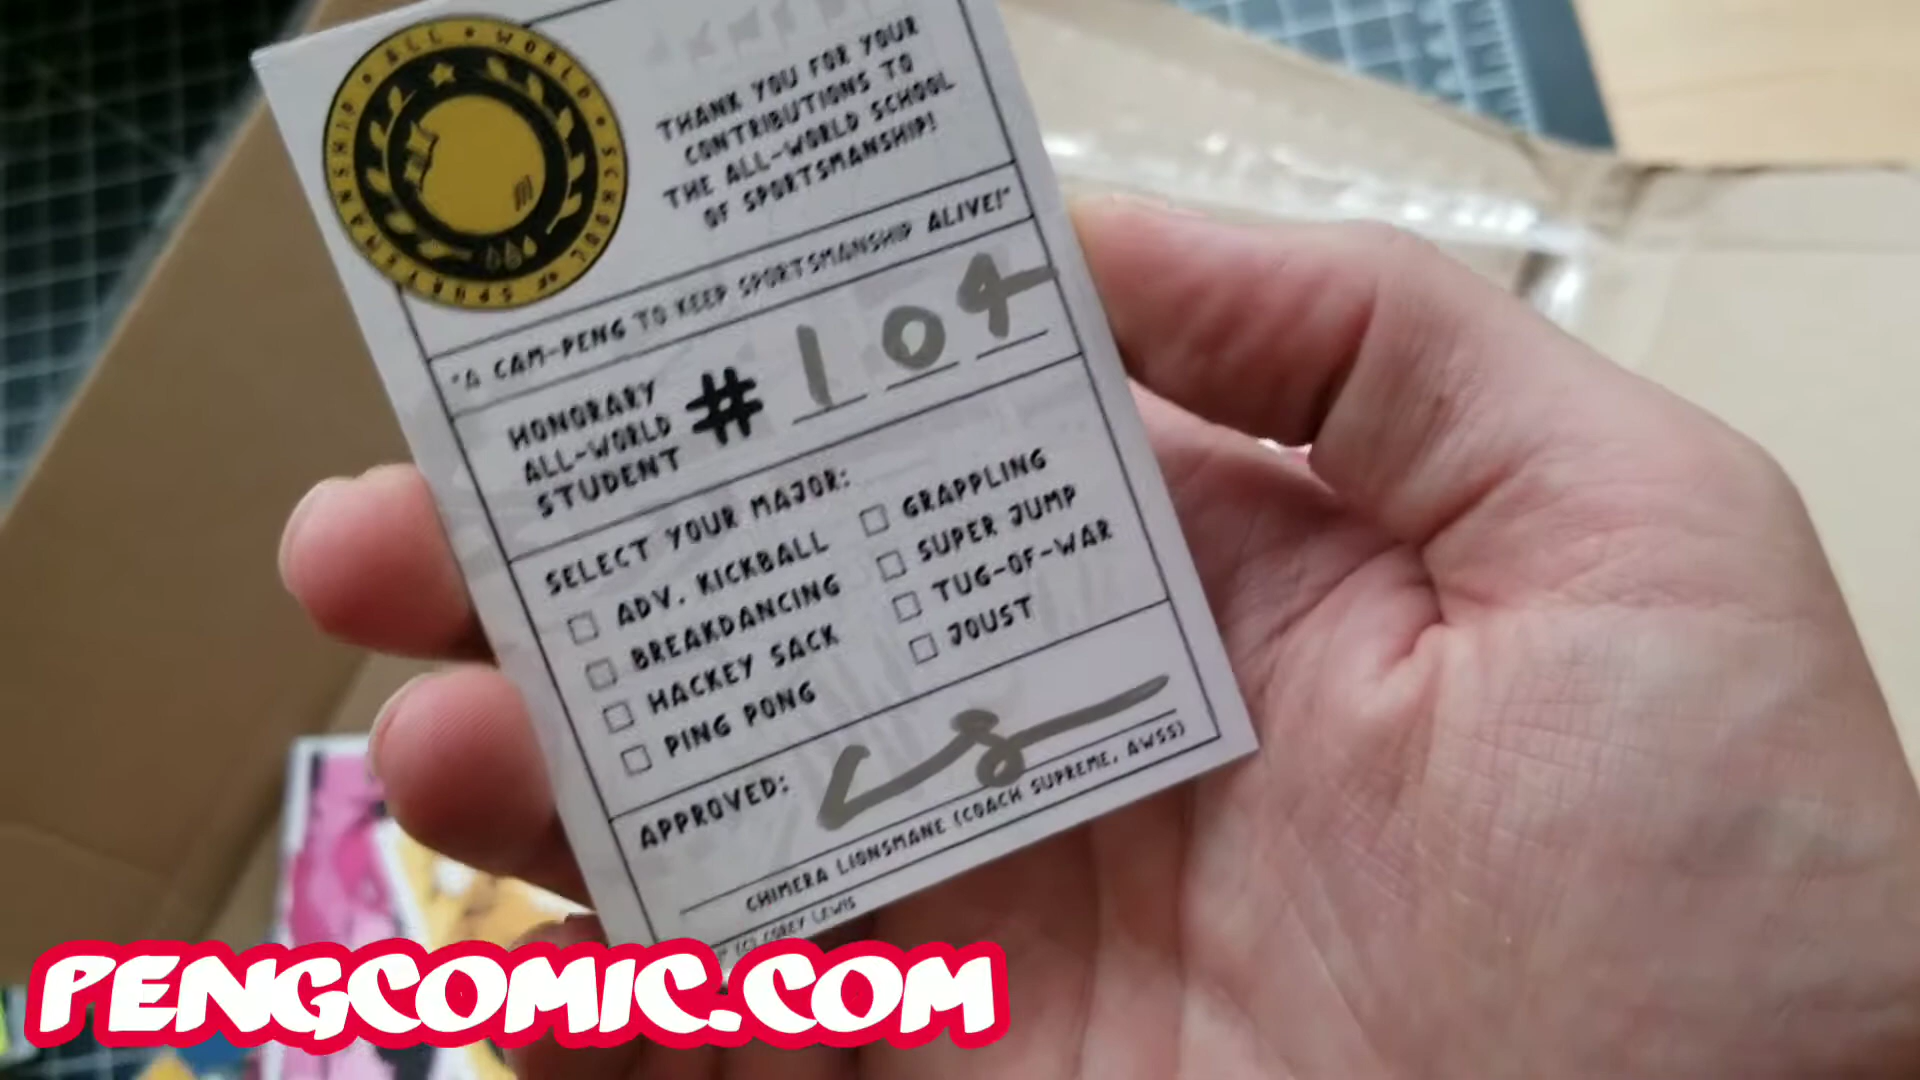 ALL • WORLD • SCHOOL OF SPORTSMANSHIP •
THANK YOU FOR YOUR
CONTRIBUTIONS TO
THE ALL-WORLD SCHOOL
OF SPORTSMANSHIP!
"A CAM-PENG TO KEEP SPORTSMANSHIP ALIVE!"
HONORARY
ALL-WORLD
STUDENT
# 104
SELECT YOUR MAJOR:
ADV. KICKBALL
BREAKDANCING
HACKEY SACK
PING PONG
GRAPPLING
SUPER JUMP
TUG-OF-WAR
JOUST
APPROVED:
CHIMERA LIONSMANE (COACH SUPREME, AWSS)
(C) COREY LEWIS
PENGCOMIC.COM